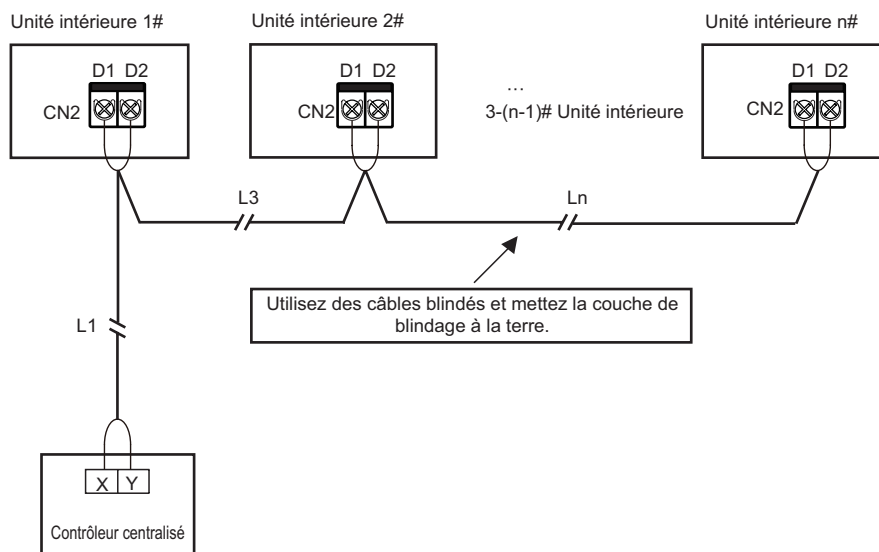 Unité intérieure 1#
Unité intérieure 2#
Unité intérieure n#
D1 D2
CN2
D1 D2
CN2
...
3-(n-1)# Unité intérieure
D1 D2
CN2
L3
Ln
Utilisez des câbles blindés et mettez la couche de
blindage à la terre.
L1
X Y
Contrôleur centralisé